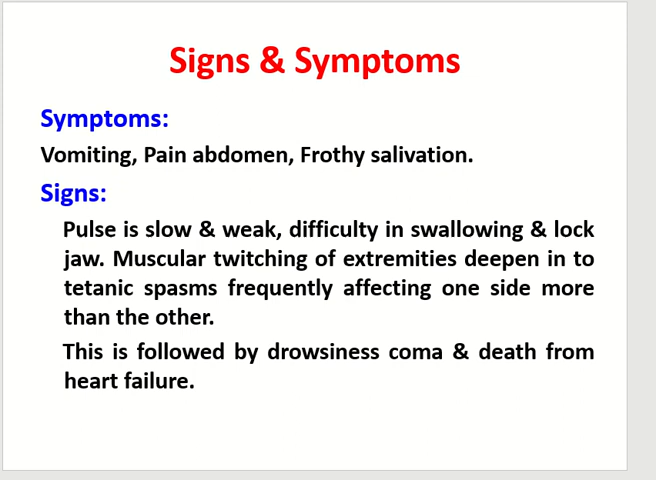 Signs & Symptoms
Symptoms:
Vomiting, Pain abdomen, Frothy salivation.
Signs:
Pulse is slow & weak, difficulty in swallowing & lock
jaw. Muscular twitching of extremities deepen in to
tetanic spasms frequently affecting one side more
than the other.
This is followed by drowsiness coma & death from
heart failure.